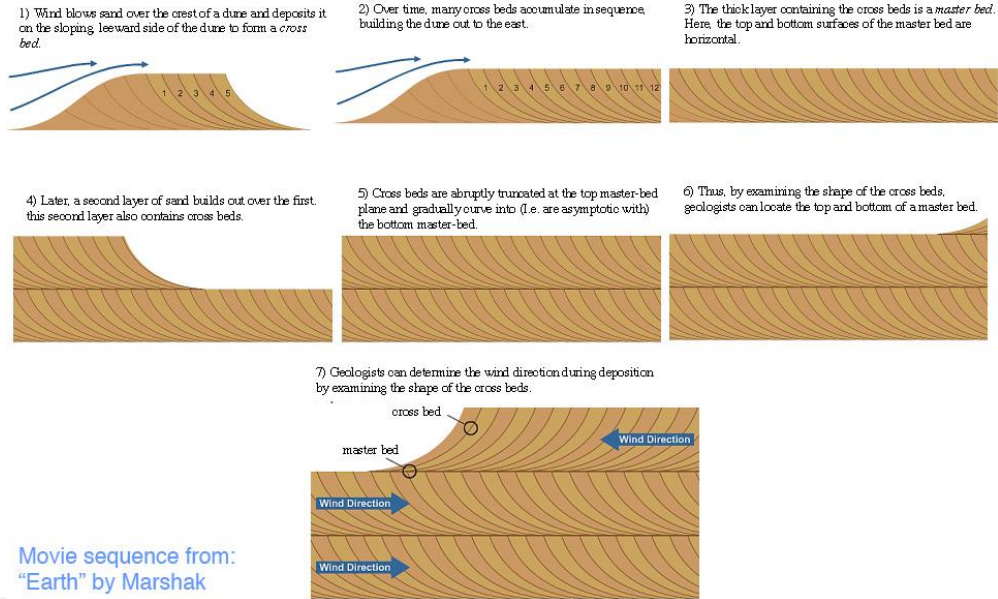 1) Wind blows sand over the crest of a dune and deposits it
on the sloping, leeward side of the dune to form a cross
bed.
1 2 3 4 5
2) Over time, many cross beds accumulate in sequence,
building the dune out to the east.
1 2 3 4 5 6 7 8 9 10 11 12
3) The thick layer containing the cross beds is a master bed.
Here, the top and bottom surfaces of the master bed are
horizontal.
4) Later, a second layer of sand builds out over the first.
this second layer also contains cross beds.
5) Cross beds are abruptly truncated at the top master-bed
plane and gradually curve into (I.e. are asymptotic with)
the bottom master-bed.
6) Thus, by examining the shape of the cross beds,
geologists can locate the top and bottom of a master bed.
7) Geologists can determine the wind direction during deposition
by examining the shape of the cross beds.
cross bed
Wind Direction
master bed
Wind Direction
Wind Direction
Movie sequence from:
“Earth” by Marshak